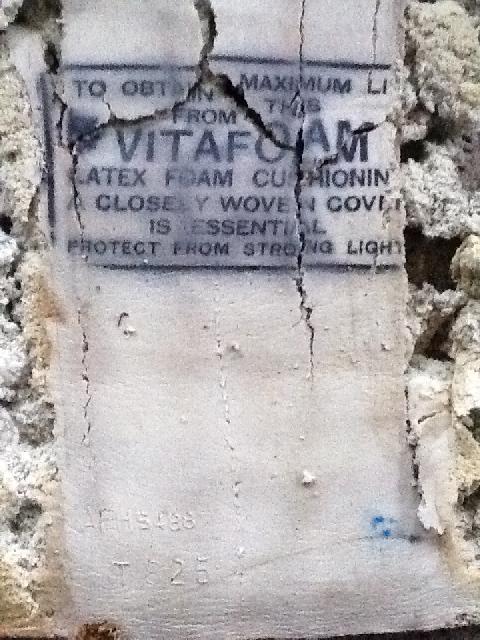 TO OBTAIN MAXIMUM LI
FROM THIS
VITAFOAM
LATEX FOAM CUSHIONIN
A CLOSELY WOVEN COVE
IS ESSENTIAL
PROTECT FROM STRONG LIGHT
T 825